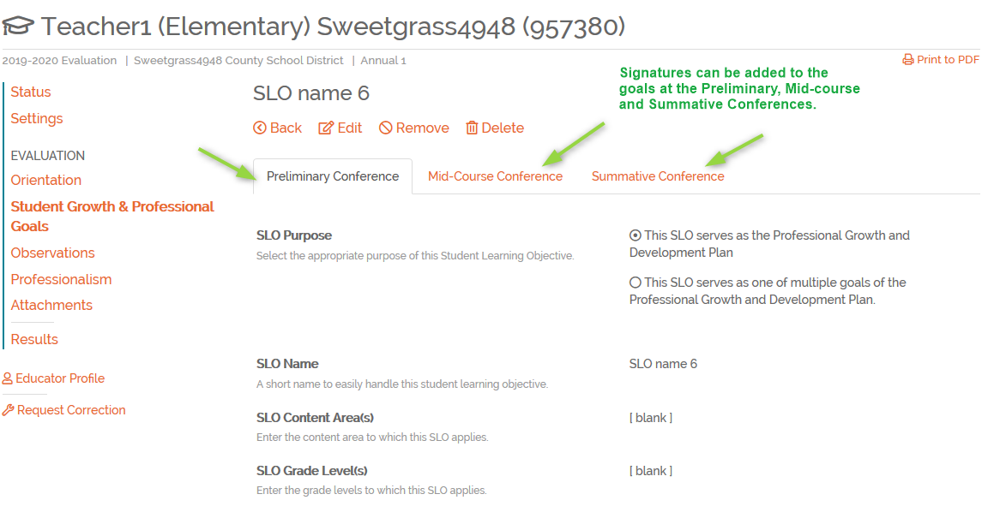 Teacher1 (Elementary) Sweetgrass4948 (957380)
2019-2020 Evaluation | Sweetgrass4948 County School District | Annual 1
Print to PDF
Status
Settings
EVALUATION
Orientation
Student Growth & Professional
Goals
Observations
Professionalism
Attachments
Results
Educator Profile
Request Correction
SLO name 6
Signatures can be added to the
goals at the Preliminary, Mid-course
and Summative Conferences.
Back Edit Remove Delete
Preliminary Conference Mid-Course Conference Summative Conference
SLO Purpose
Select the appropriate purpose of this Student Learning Objective.
This SLO serves as the Professional Growth and
Development Plan
This SLO serves as one of multiple goals of the
Professional Growth and Development Plan.
SLO Name
A short name to easily handle this student learning objective.
SLO name 6
SLO Content Area(s)
Enter the content area to which this SLO applies.
[ blank ]
SLO Grade Level(s)
Enter the grade levels to which this SLO applies.
[ blank ]